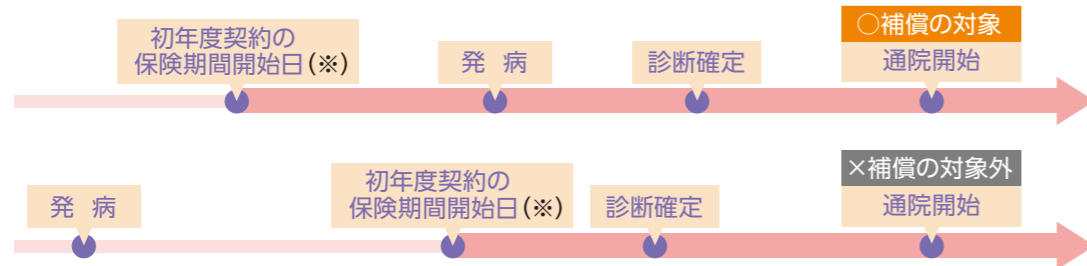 ○補償の対象
初年度契約の
保険期間開始日(※)
発 病
診断確定
通院開始
×補償の対象外
発 病
初年度契約の
保険期間開始日(※)
診断確定
通院開始